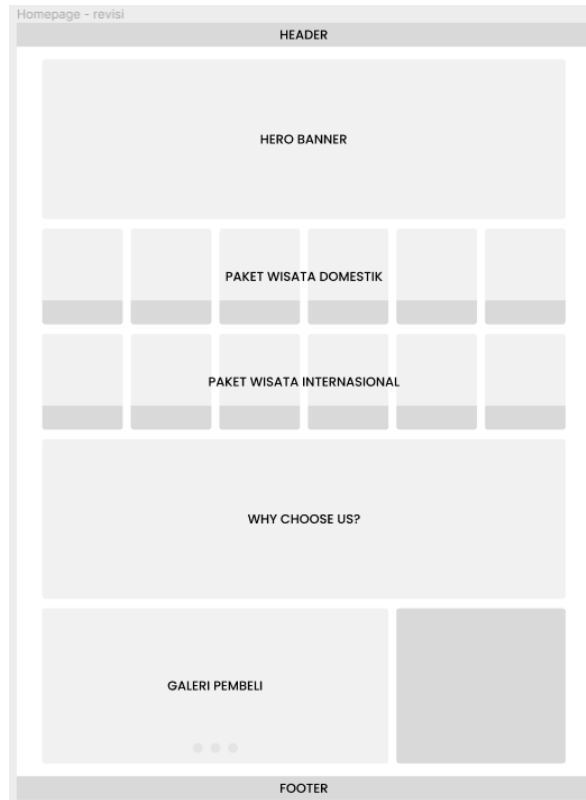 Homepage - revisi
HEADER
HERO BANNER
PAKET WISATA DOMESTIK
PAKET WISATA INTERNASIONAL
WHY CHOOSE US?
GALERI PEMBELI
FOOTER